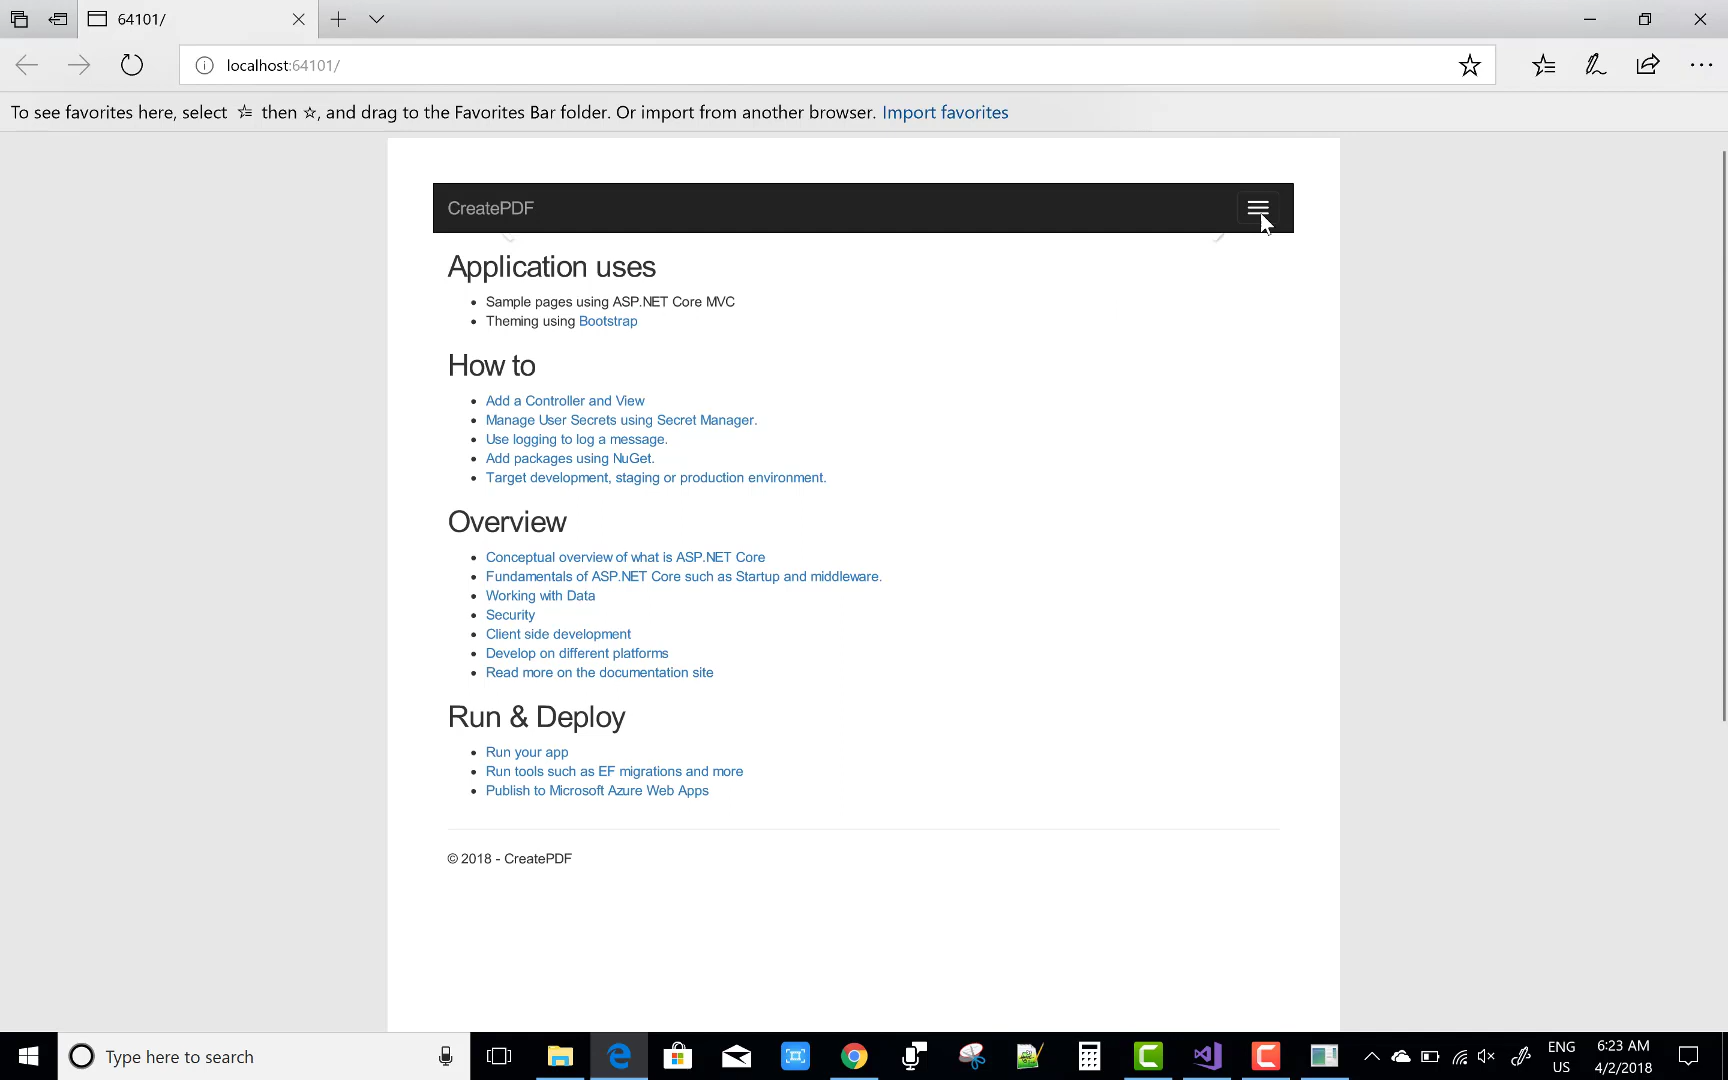 64101/
localhost:64101/
To see favorites here, select then , and drag to the Favorites Bar folder. Or import from another browser. Import favorites
CreatePDF
Application uses
Sample pages using ASP.NET Core MVC
Theming using Bootstrap
How to
Add a Controller and View
Manage User Secrets using Secret Manager.
Use logging to log a message.
Add packages using NuGet.
Target development, staging or production environment.
Overview
Conceptual overview of what is ASP.NET Core
Fundamentals of ASP.NET Core such as Startup and middleware.
Working with Data
Security
Client side development
Develop on different platforms
Read more on the documentation site
Run & Deploy
Run your app
Run tools such as EF migrations and more
Publish to Microsoft Azure Web Apps
© 2018 - CreatePDF
Type here to search
ENG
US
6:23 AM
4/2/2018